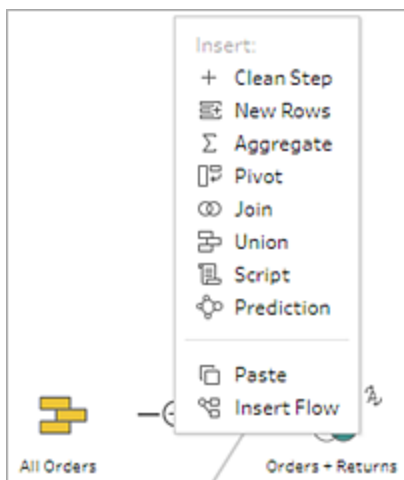 Insert:
Clean Step
New Rows
Aggregate
Pivot
Join
Union
Script
Prediction
Paste
Insert Flow
All Orders
Orders + Returns